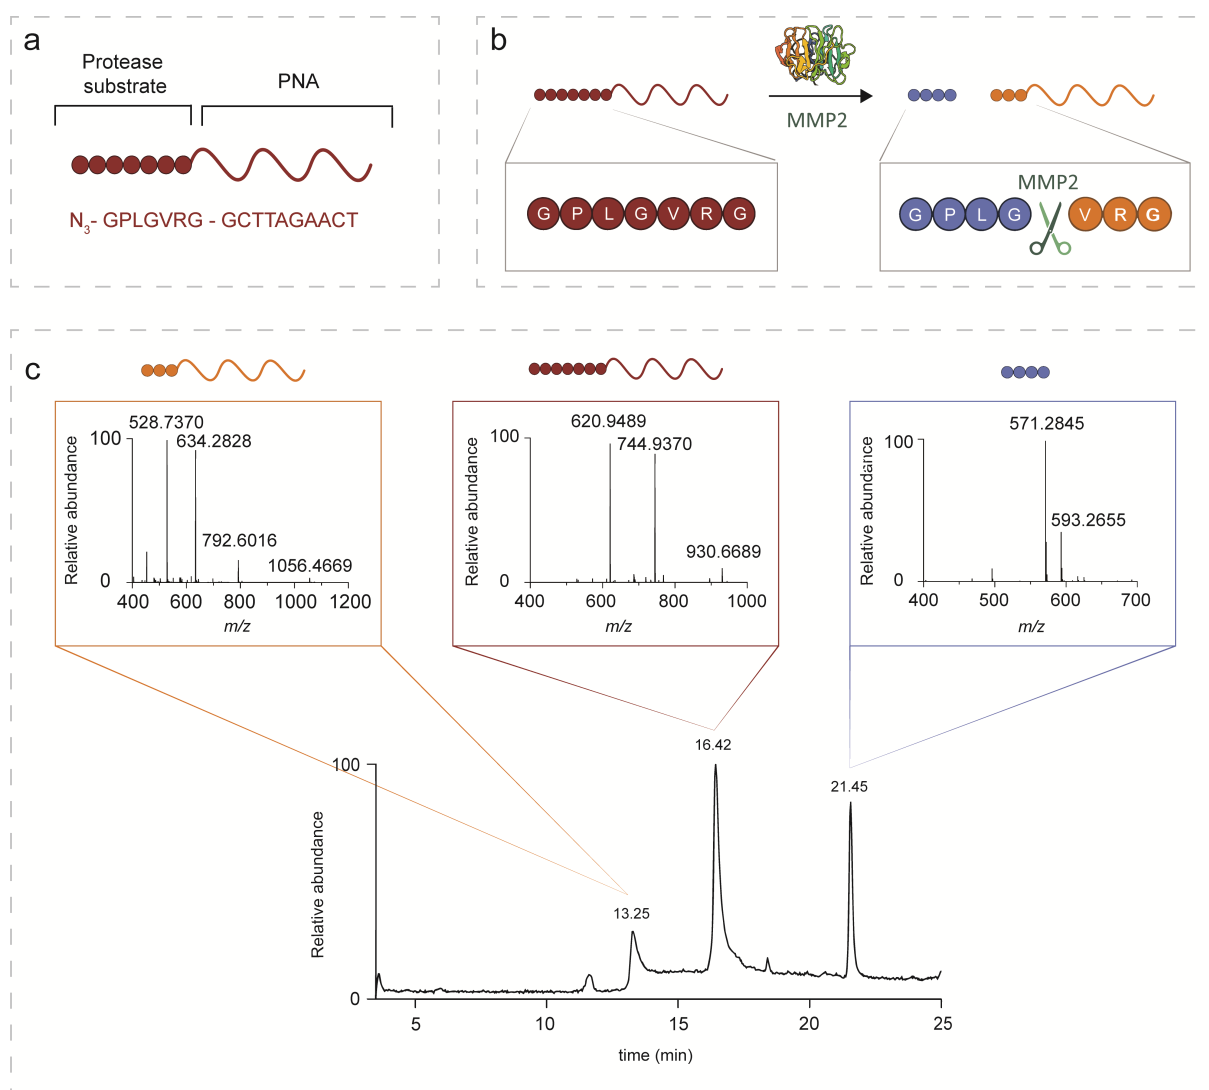 a
Protease
substrate
PNA
N3- GPLGVRG - GCTTAGAACT
b
MMP2
G P L G V R G
MMP2
G P L G V R G
c
528.7370
634.2828
792.6016
1056.4669
100
0
Relative abundance
400 600 800 1000 1200
m/z
620.9489
744.9370
930.6689
100
0
Relative abundance
400 600 800 1000
m/z
571.2845
593.2655
100
0
Relative abundance
400 500 600 700
m/z
16.42
21.45
13.25
100
0
Relative abundance
5 10 15 20 25
time (min)